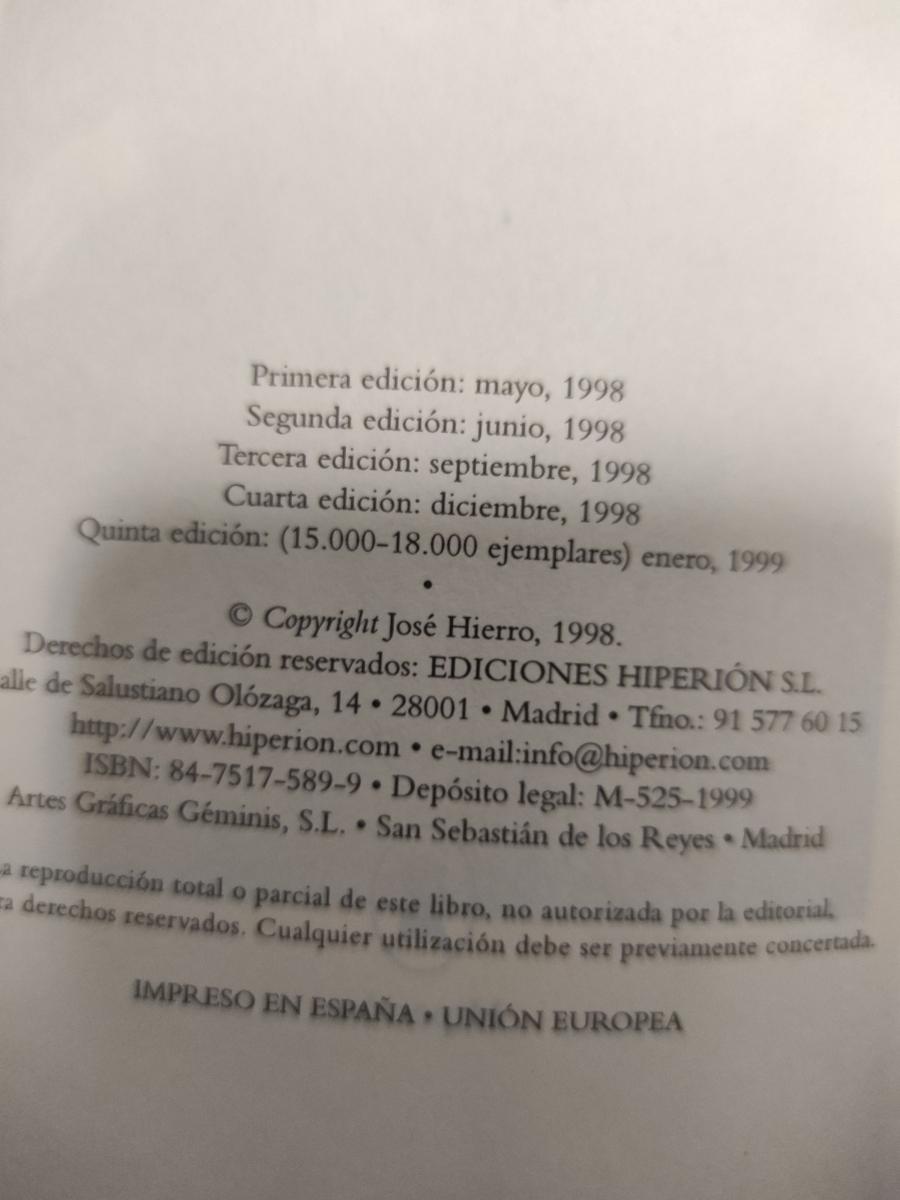 Primera edición: mayo, 1998
Segunda edición: junio, 1998
Tercera edición: septiembre, 1998
Cuarta edición: diciembre, 1998
Quinta edición: (15.000-18.000 ejemplares) enero, 1999
•
© Copyright José Hierro, 1998.
Derechos de edición reservados: EDICIONES HIPERIÓN S.L.
alle de Salustiano Olózaga, 14 • 28001 • Madrid • Tfno.: 91 577 60 15
http://www.hiperion.com • e-mail:info@hiperion.com
ISBN: 84-7517-589-9 • Depósito legal: M-525-1999
Artes Gráficas Géminis, S.L. • San Sebastián de los Reyes • Madrid
a reproducción total o parcial de este libro, no autorizada por la editorial,
ra derechos reservados. Cualquier utilización debe ser previamente concertada.
IMPRESO EN ESPAÑA • UNIÓN EUROPEA